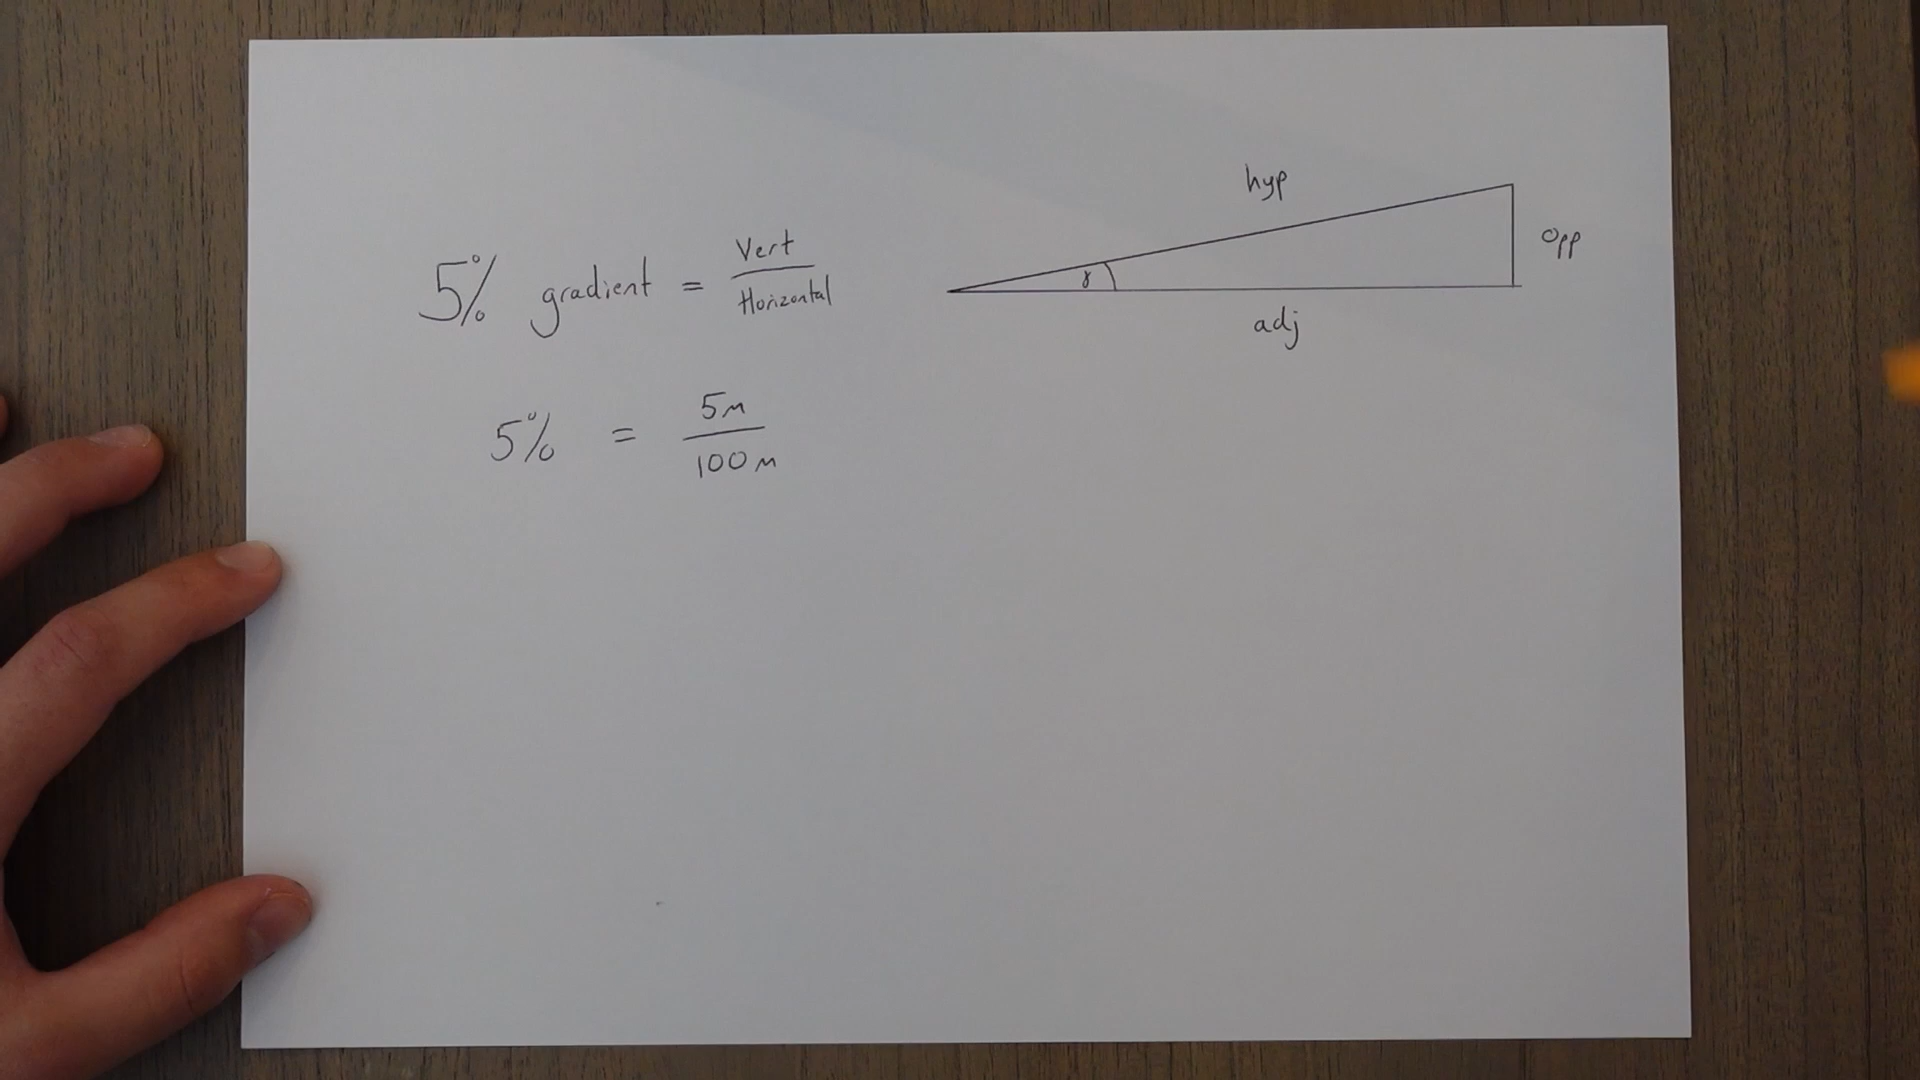 5% gradient = Vert / Horizontal
5% = 5m / 100m
hyp
opp
γ
adj